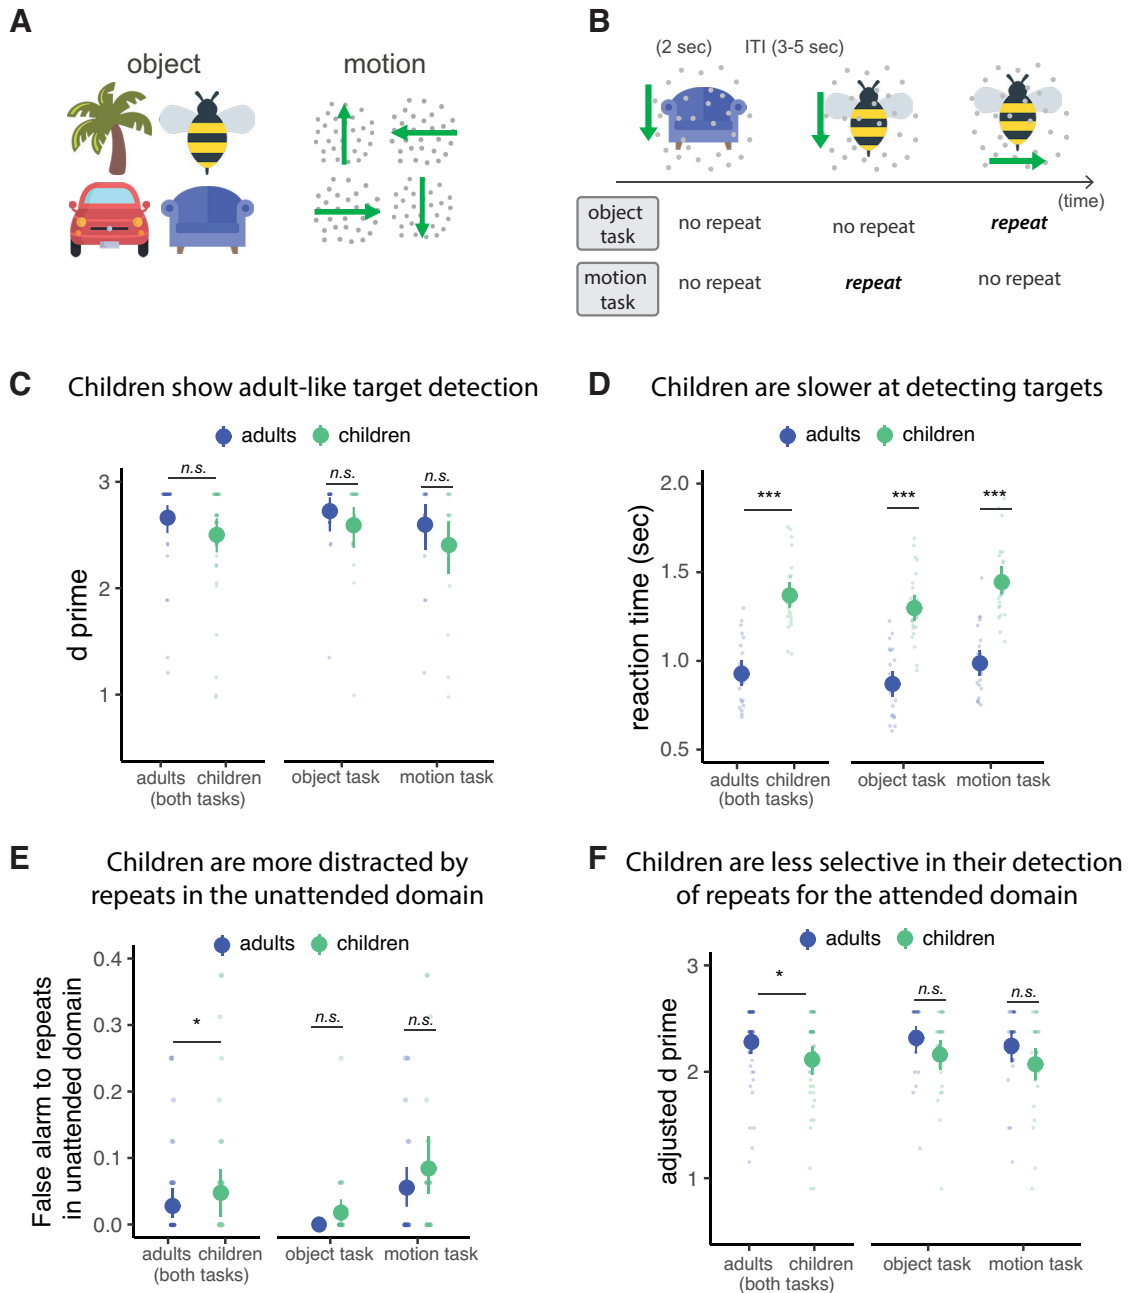 A
object
motion
B
(2 sec)
ITI (3-5 sec)
(time)
object
task
no repeat
no repeat
repeat
motion
task
no repeat
repeat
no repeat
C
Children show adult-like target detection
adults
children
n.s.
n.s.
n.s.
3
2
1
d prime
adults
children
(both tasks)
object task
motion task
D
Children are slower at detecting targets
adults
children
***
***
***
2.0
1.5
1.0
0.5
reaction time (sec)
adults
children
(both tasks)
object task
motion task
E
Children are more distracted by
repeats in the unattended domain
adults
children
*
n.s.
n.s.
0.4
0.3
0.2
0.1
0.0
False alarm to repeats
in unattended domain
adults
children
(both tasks)
object task
motion task
F
Children are less selective in their detection
of repeats for the attended domain
adults
children
*
n.s.
n.s.
3
2
1
adjusted d prime
adults
children
(both tasks)
object task
motion task